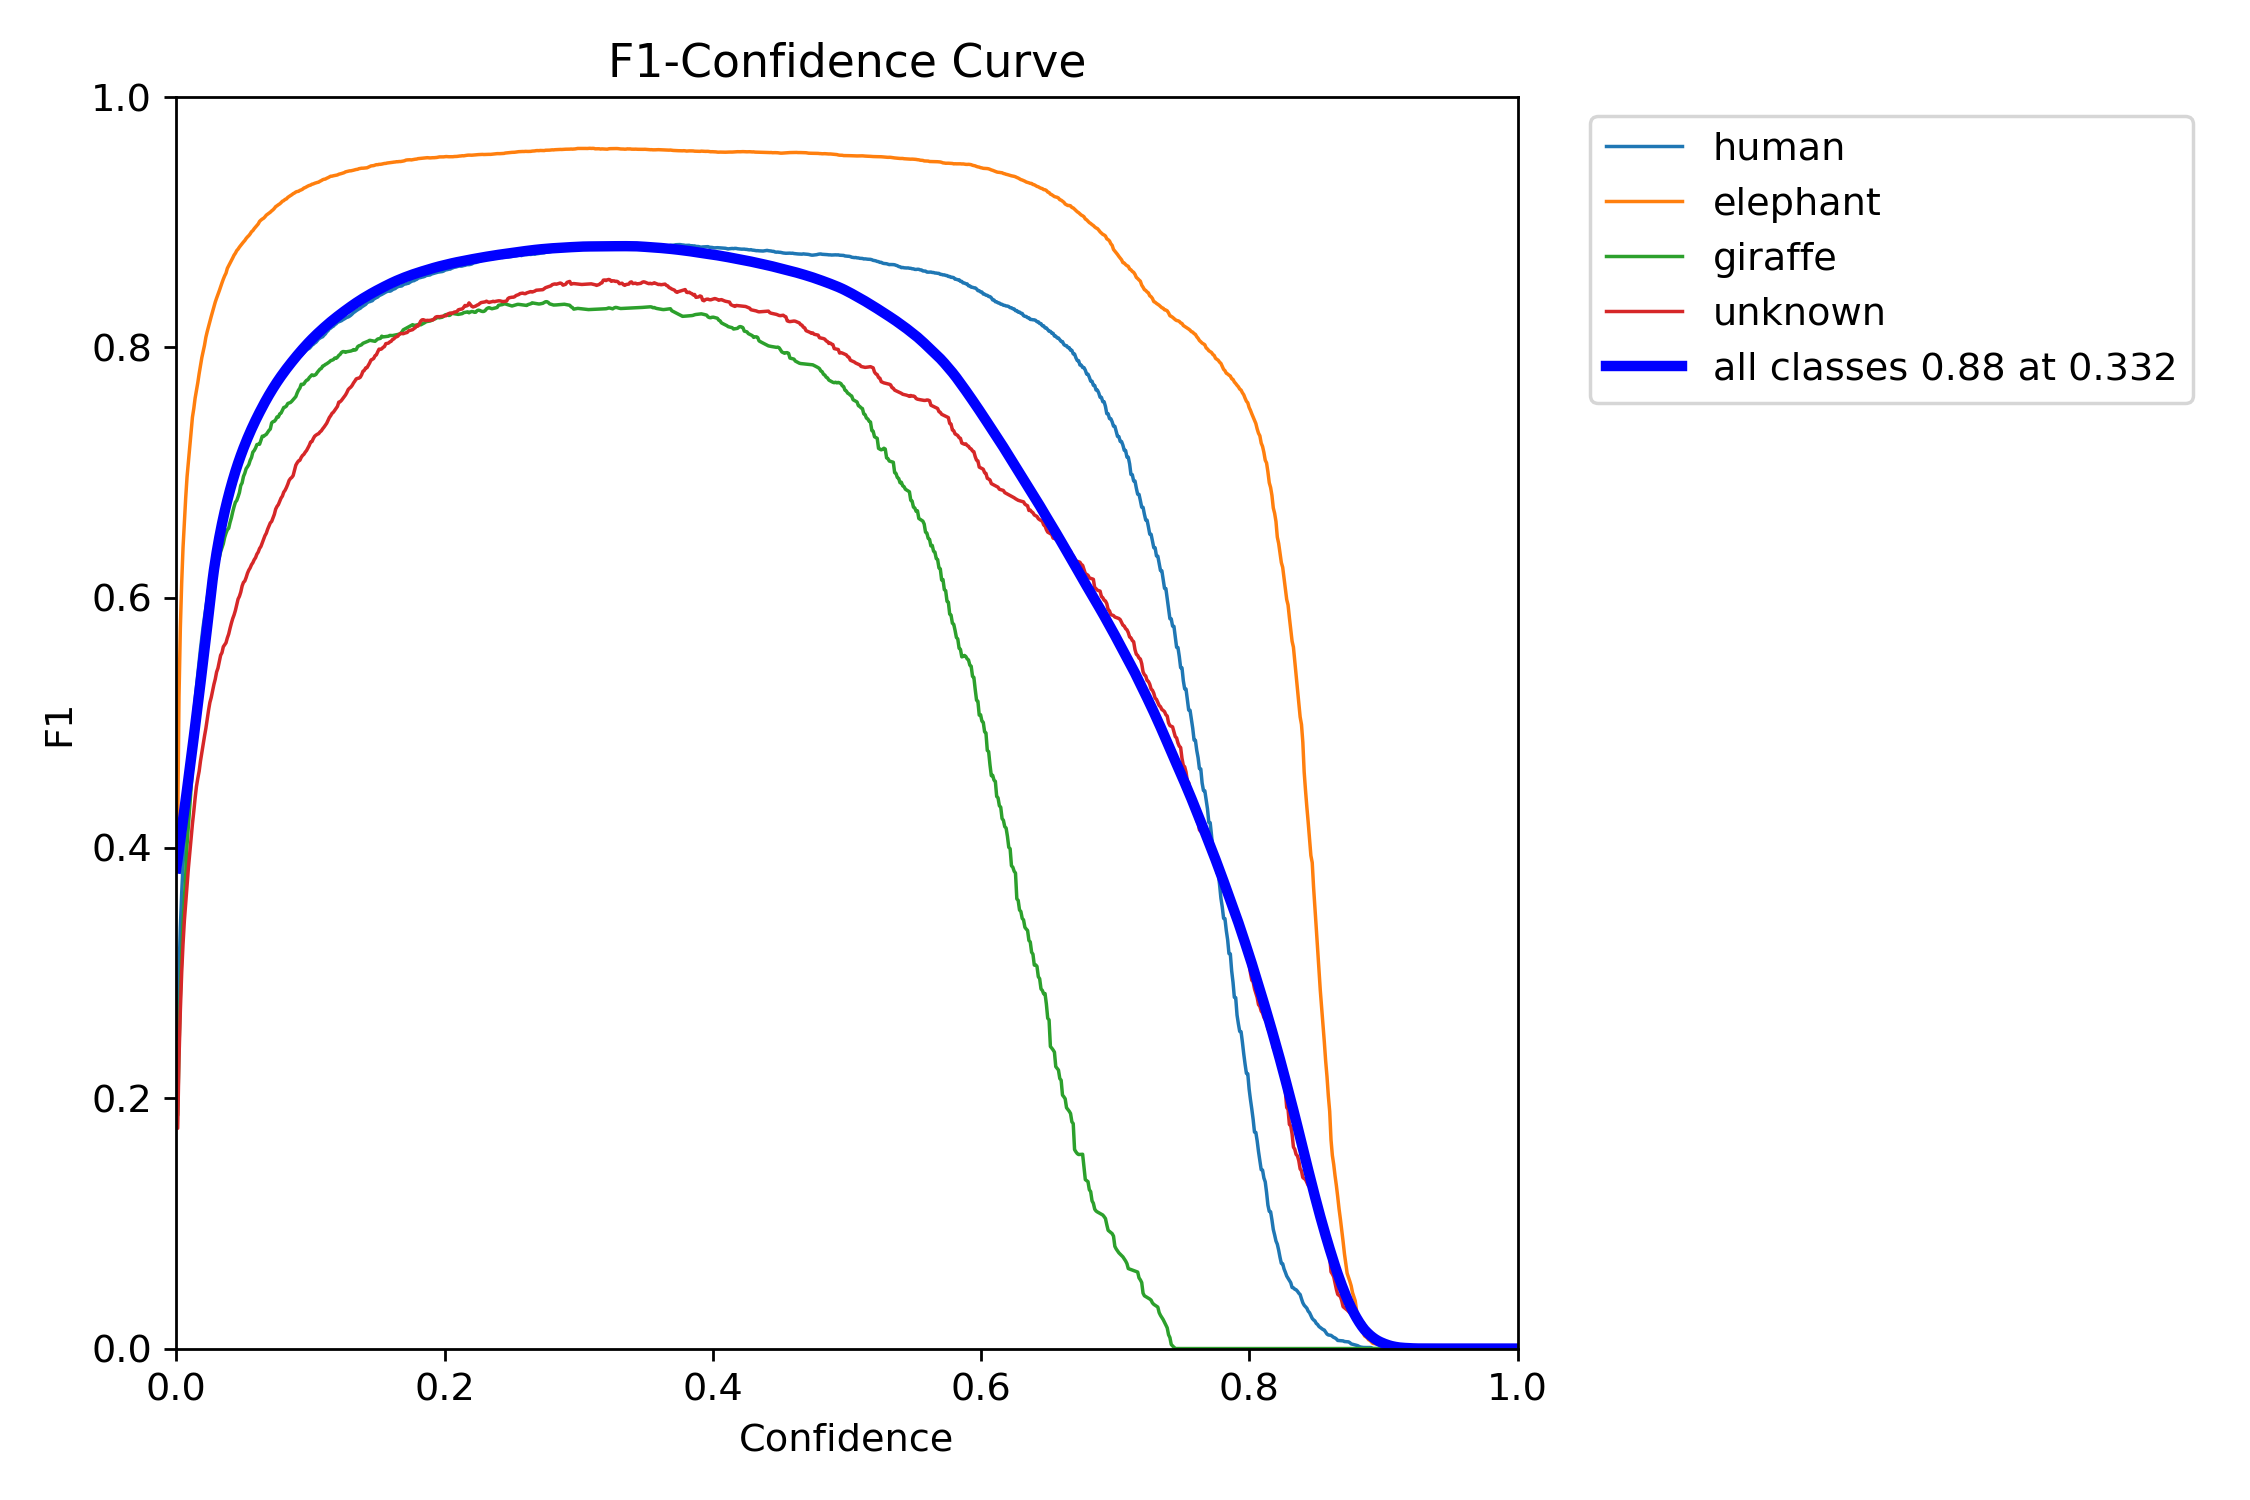 F1-Confidence Curve
1.0
0.8
0.6
0.4
0.2
0.0
F1
0.0 0.2 0.4 0.6 0.8 1.0
Confidence
human
elephant
giraffe
unknown
all classes 0.88 at 0.332